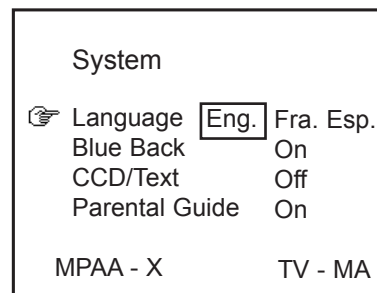 System
Language Eng. Fra. Esp.
Blue Back On
CCD/Text Off
Parental Guide On
MPAA - X TV - MA